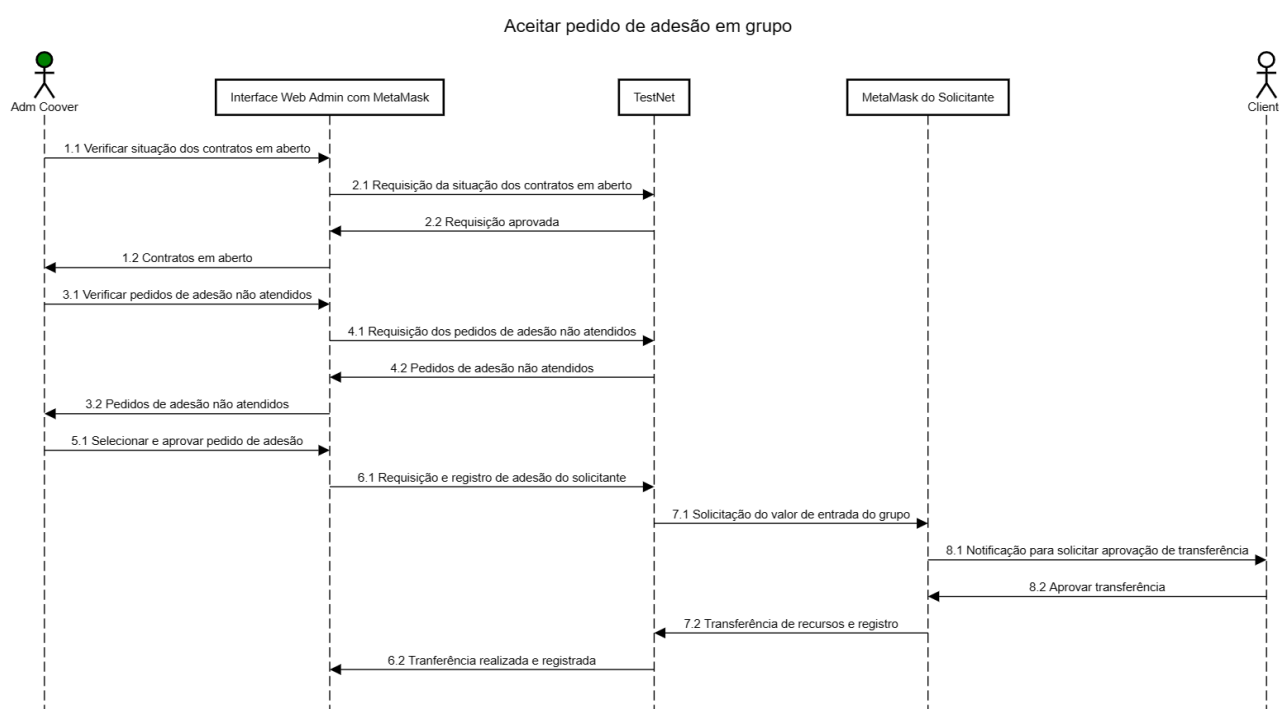 Aceitar pedido de adesão em grupo
Adm Coover
Interface Web Admin com MetaMask
TestNet
MetaMask do Solicitante
Client
1.1 Verificar situação dos contratos em aberto
2.1 Requisição da situação dos contratos em aberto
2.2 Requisição aprovada
1.2 Contratos em aberto
3.1 Verificar pedidos de adesão não atendidos
4.1 Requisição dos pedidos de adesão não atendidos
4.2 Pedidos de adesão não atendidos
3.2 Pedidos de adesão não atendidos
5.1 Selecionar e aprovar pedido de adesão
6.1 Requisição e registro de adesão do solicitante
7.1 Solicitação do valor de entrada do grupo
8.1 Notificação para solicitar aprovação de transferência
8.2 Aprovar transferência
7.2 Transferência de recursos e registro
6.2 Tranferência realizada e registrada